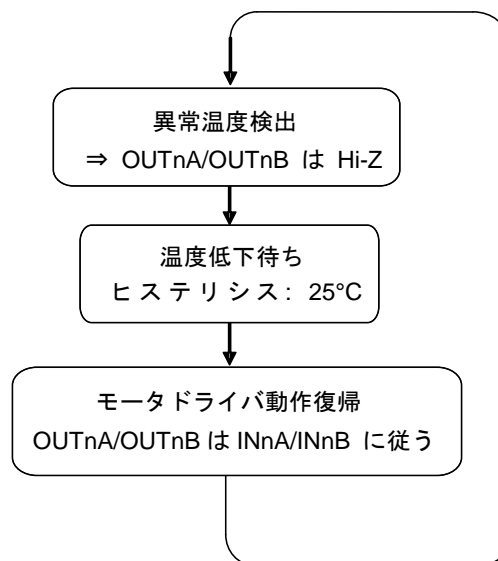 異常温度検出
⇒ OUTnA/OUTnB は Hi-Z
温度低下待ち
ヒステリシス: 25°C
モータドライバ動作復帰
OUTnA/OUTnB は INnA/INnB に従う